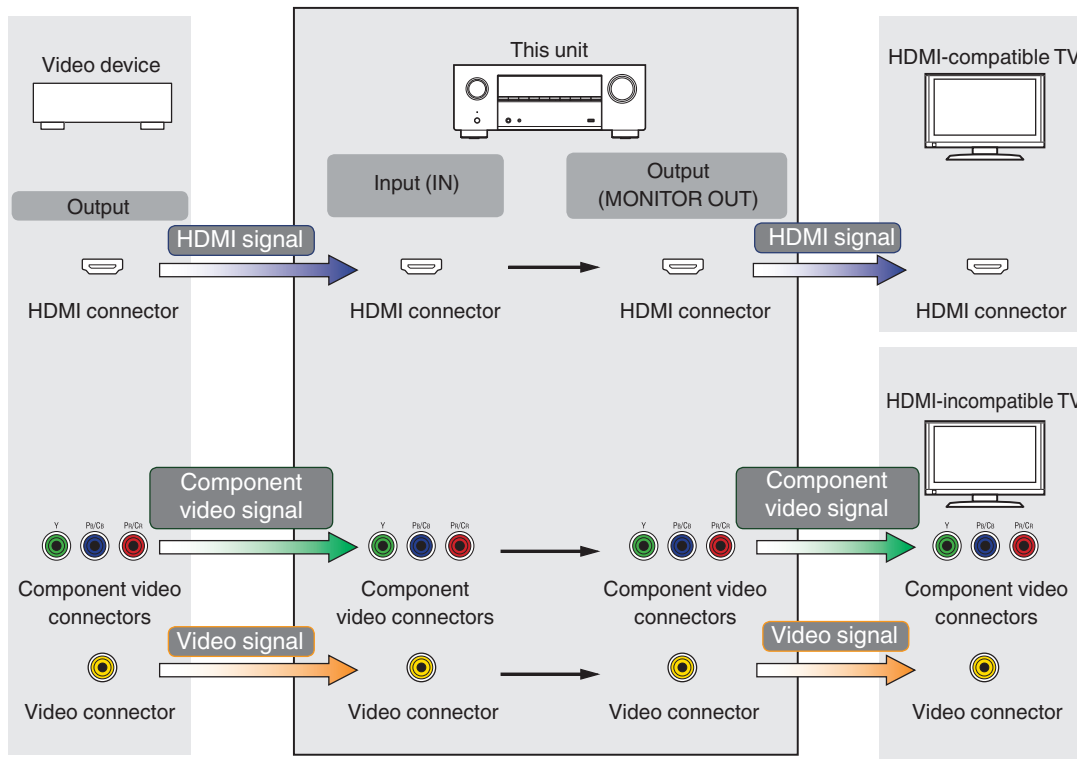 This unit
Video device
HDMI-compatible TV
Input (IN)
Output
(MONITOR OUT)
Output
HDMI signal
HDMI signal
HDMI connector
HDMI connector
HDMI connector
HDMI connector
HDMI-incompatible TV
Component
video signal
Component
video signal
Y PB/CB PR/CR
Y PB/CB PR/CR
Y PB/CB PR/CR
Y PB/CB PR/CR
Component video
connectors
Component
video connectors
Component video
connectors
Component video
connectors
Video signal
Video signal
Video connector
Video connector
Video connector
Video connector